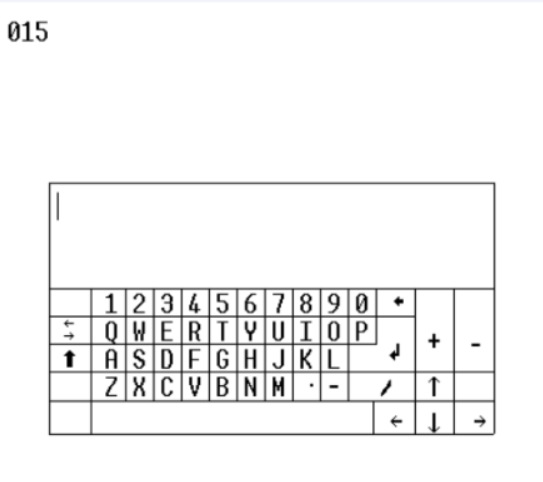 015
1 2 3 4 5 6 7 8 9 0 ←
← → Q W E R T Y U I O P
⬆ A S D F G H J K L ↲ + -
Z X C V B N M · - / ↑
← ↓ →